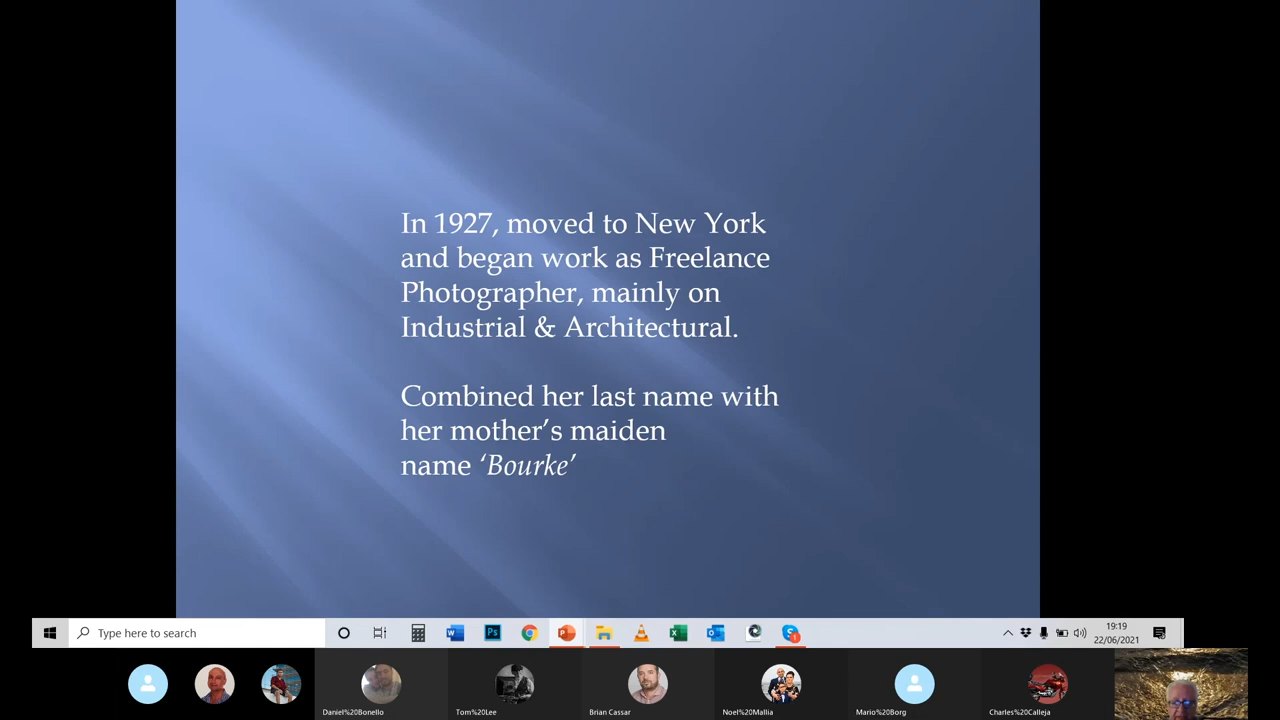 In 1927, moved to New York
and began work as Freelance
Photographer, mainly on
Industrial & Architectural.
Combined her last name with
her mother’s maiden
name ‘Bourke’
Type here to search
19:19
22/06/2021
Daniel%20Bonello
Tom%20Lee
Brian Cassar
Noel%20Mallia
Mario%20Borg
Charles%20Calleja